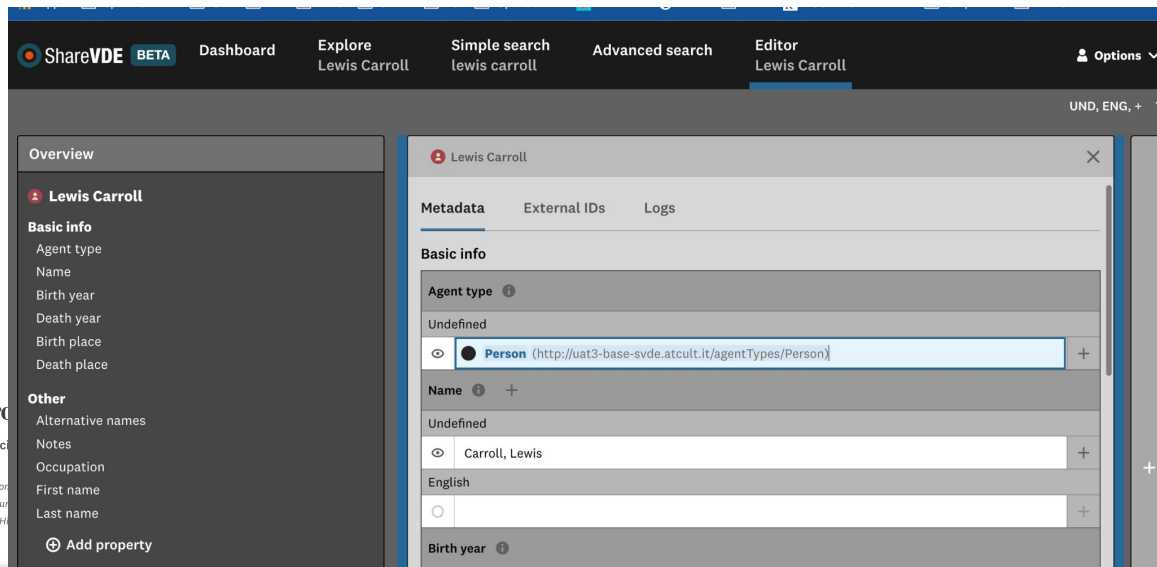 ShareVDE BETA
Dashboard
Explore
Lewis Carroll
Simple search
lewis carroll
Advanced search
Editor
Lewis Carroll
Options
UND, ENG, +
Overview
Lewis Carroll
Basic info
Agent type
Name
Birth year
Death year
Birth place
Death place
Other
Alternative names
Notes
Occupation
First name
Last name
Add property
Lewis Carroll
Metadata External IDs Logs
Basic info
Agent type
Undefined
Person (http://uat3-base-svde.atcult.it/agentTypes/Person)
Name +
Undefined
Carroll, Lewis +
English
Birth year